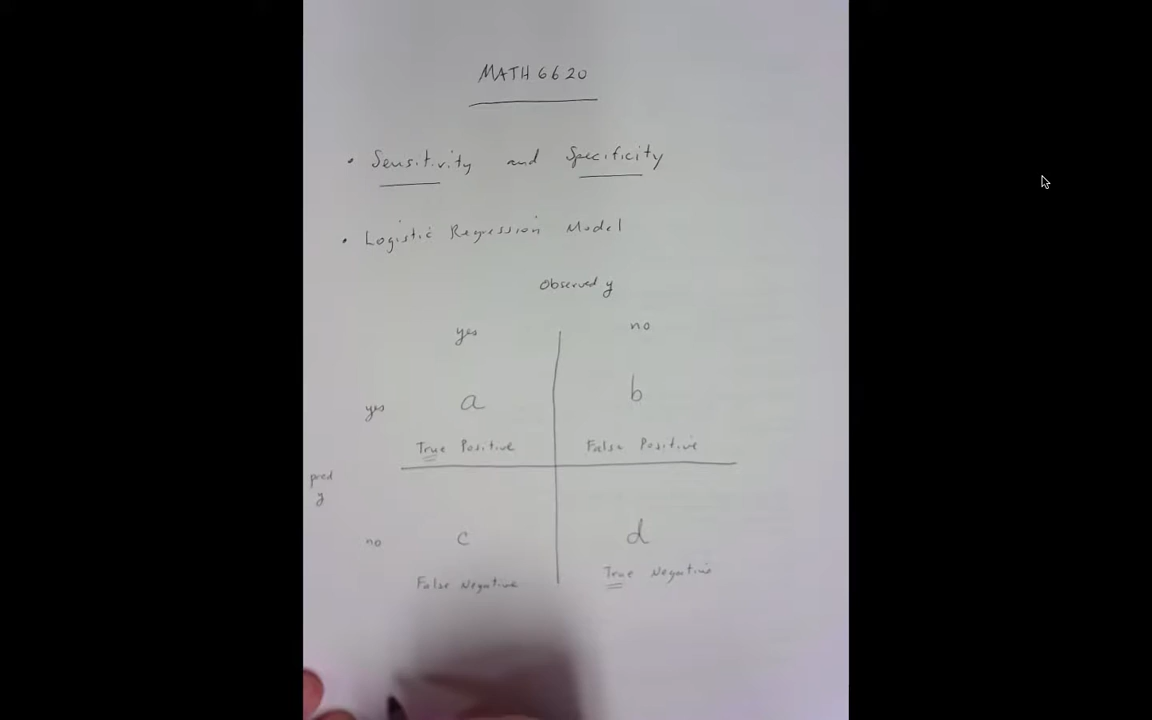 MATH 6620
• Sensitivity and Specificity
• Logistic Regression Model
Observed y
yes no
yes a b
True Positive False Positive
pred
y
no c d
False Negative True Negative